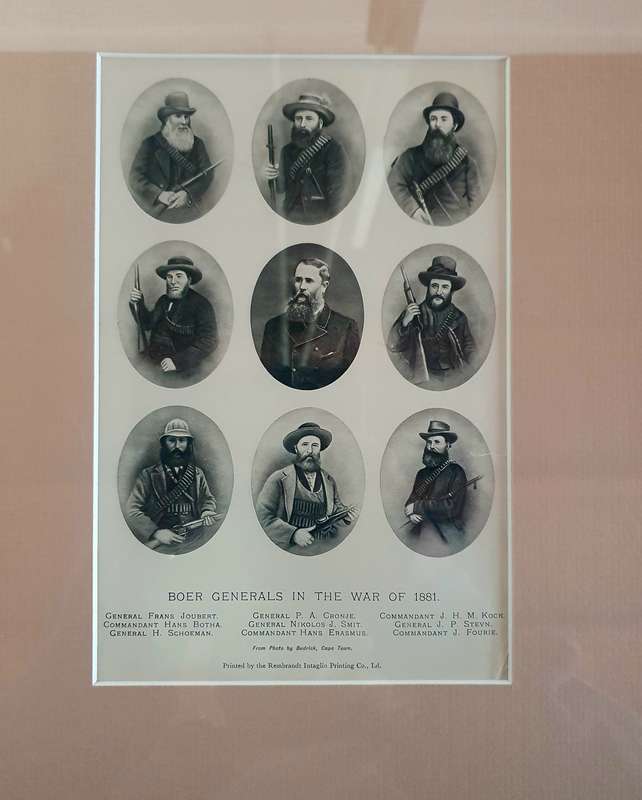 BOER GENERALS IN THE WAR OF 1881.
GENERAL FRANS JOUBERT. GENERAL P. A. CRONJE. COMMANDANT J. H. M. KOCK
COMMANDANT HANS BOTHA. GENERAL NIKOLOS J. SMIT. GENERAL J. P. STEYN.
GENERAL H. SCHOEMAN. COMMANDANT HANS ERASMUS. COMMANDANT J. FOURIE.
From Photo by Bedrick, Cape Town,
Printed by the Rembrandt Intaglio Printing Co., Ld.